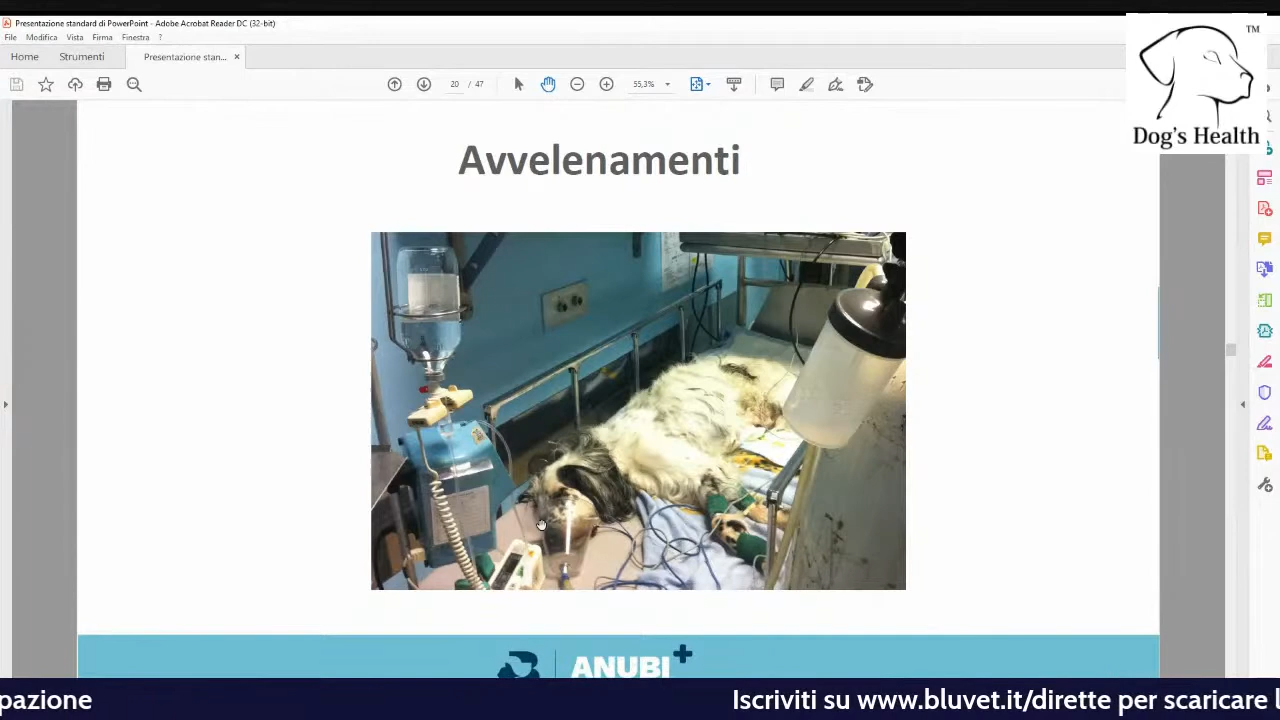 Presentazione standard di PowerPoint - Adobe Acrobat Reader DC (32-bit)
File Modifica Vista Firma Finestra ?
Home Strumenti Presentazione stan... ×
20 / 47 55,3%
TM
Dog's Health
Avvelenamenti
ANUBI+
pazione Iscriviti su www.bluvet.it/dirette per scaricare l